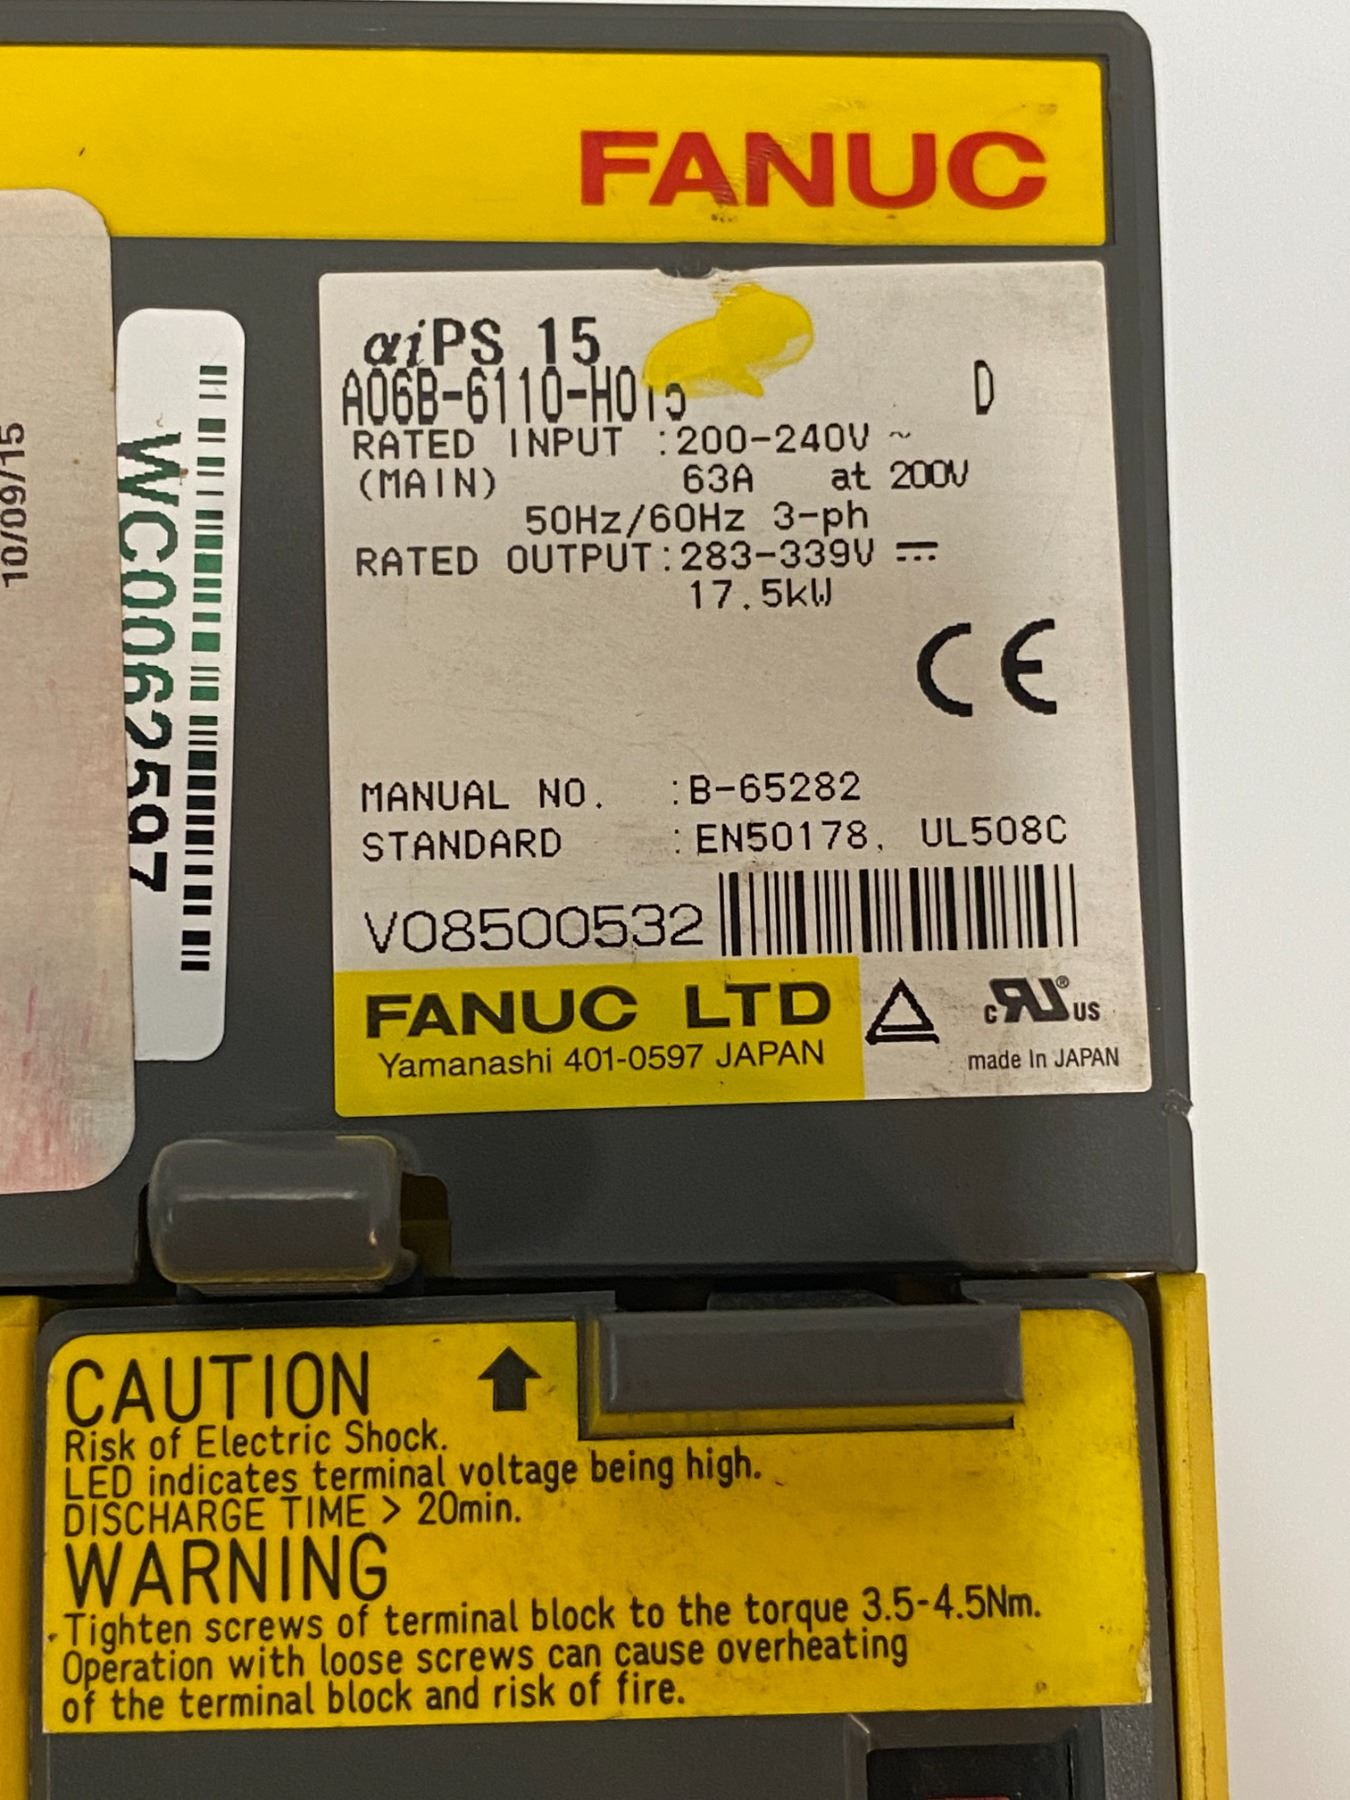 FANUC
10/09/15
WC0062597
αiPS 15
A06B-6110-H015 D
RATED INPUT :200-240V ~
(MAIN) 63A at 200V
50Hz/60Hz 3-ph
RATED OUTPUT:283-339V ⎓
17.5kW
CE
MANUAL NO. :B-65282
STANDARD :EN50178, UL508C
V08500532
FANUC LTD
Yamanashi 401-0597 JAPAN
c RU ® US
made In JAPAN
CAUTION
Risk of Electric Shock.
LED indicates terminal voltage being high.
DISCHARGE TIME > 20min.
WARNING
Tighten screws of terminal block to the torque 3.5-4.5Nm.
Operation with loose screws can cause overheating
of the terminal block and risk of fire.